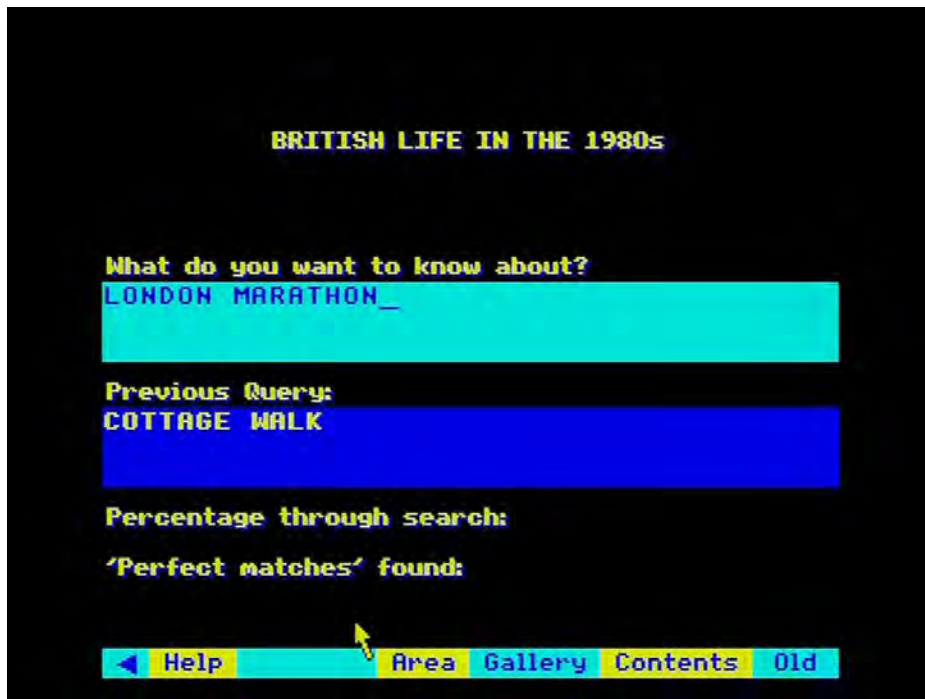 BRITISH LIFE IN THE 1980s
What do you want to know about?
LONDON MARATHON_
Previous Query:
COTTAGE WALK
Percentage through search:
'Perfect matches' found:
Help Area Gallery Contents Old